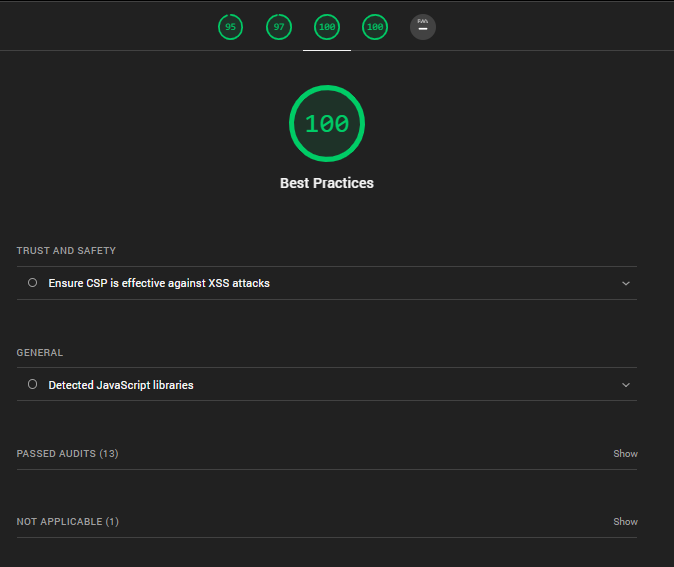 95 97 100 100 PWA
100
Best Practices
TRUST AND SAFETY
Ensure CSP is effective against XSS attacks
GENERAL
Detected JavaScript libraries
PASSED AUDITS (13) Show
NOT APPLICABLE (1) Show